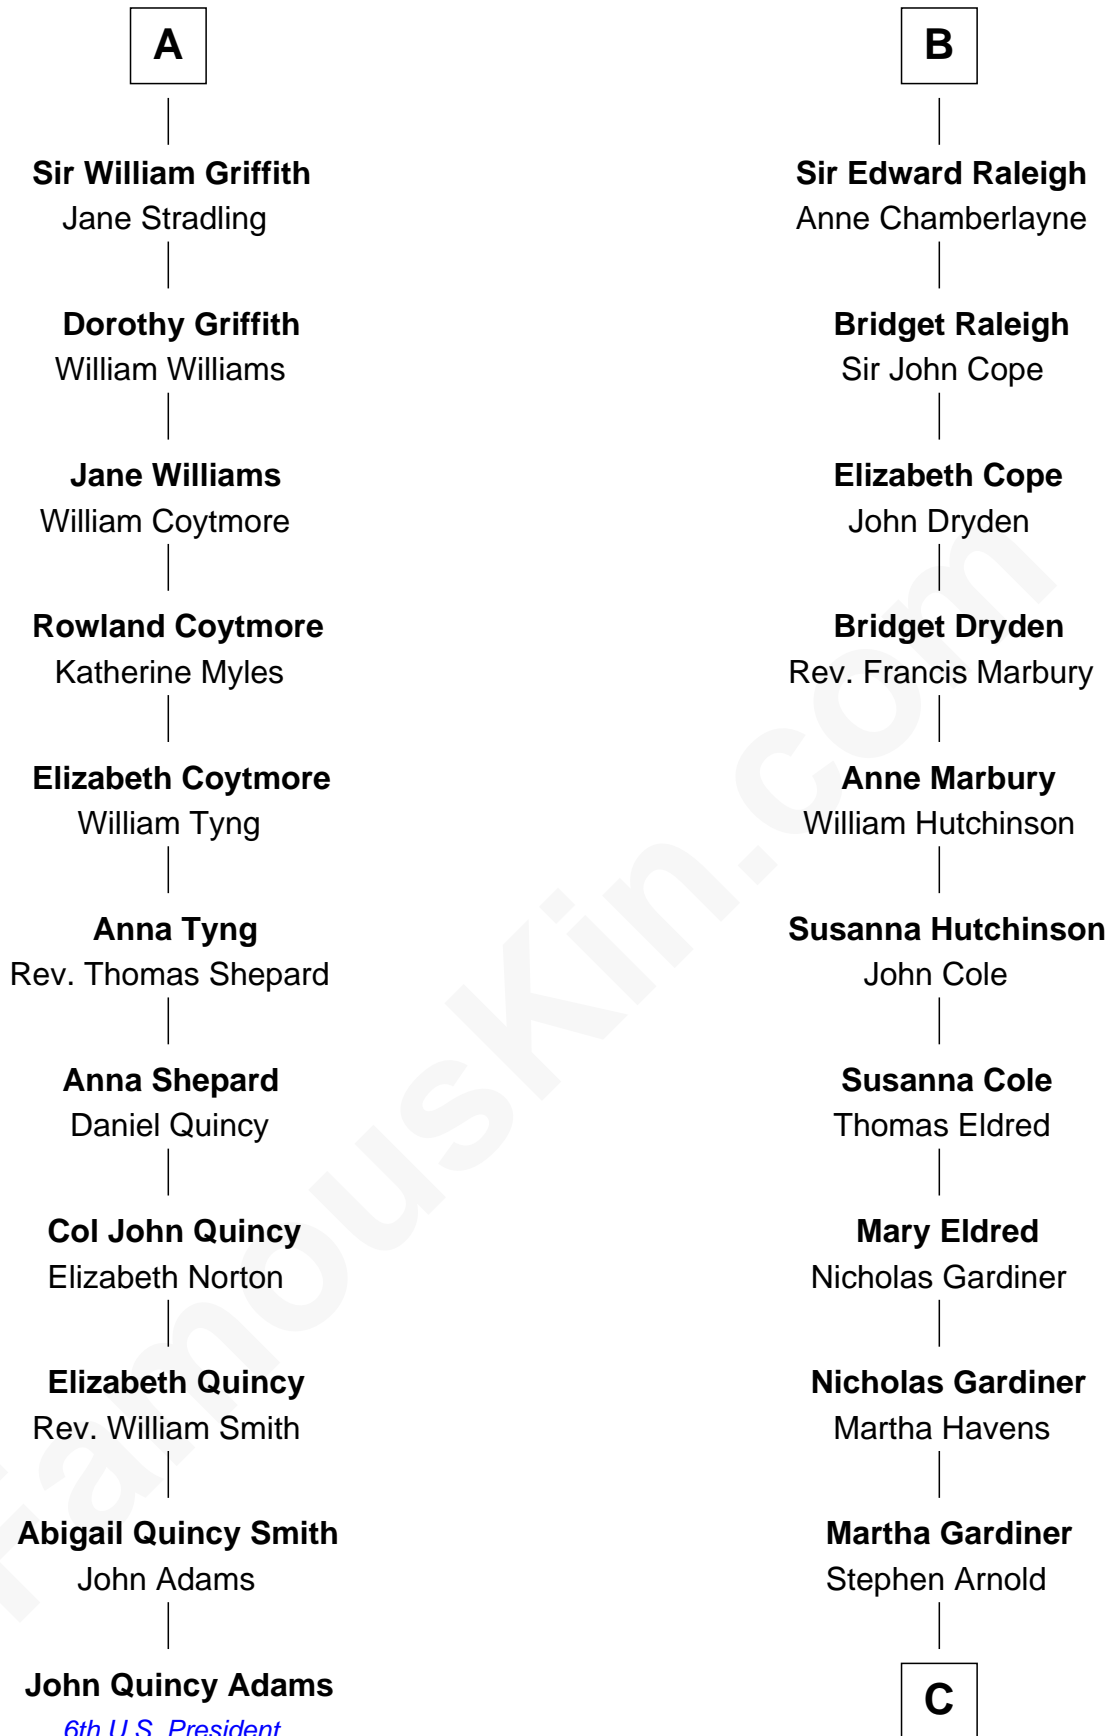 A
Sir William Griffith
Jane Stradling
Dorothy Griffith
William Williams
Jane Williams
William Coytmore
Rowland Coytmore
Katherine Myles
Elizabeth Coytmore
William Tyng
Anna Tyng
Rev. Thomas Shepard
Anna Shepard
Daniel Quincy
Col John Quincy
Elizabeth Norton
Elizabeth Quincy
Rev. William Smith
Abigail Quincy Smith
John Adams
John Quincy Adams
6th U.S. President
B
Sir Edward Raleigh
Anne Chamberlayne
Bridget Raleigh
Sir John Cope
Elizabeth Cope
John Dryden
Bridget Dryden
Rev. Francis Marbury
Anne Marbury
William Hutchinson
Susanna Hutchinson
John Cole
Susanna Cole
Thomas Eldred
Mary Eldred
Nicholas Gardiner
Nicholas Gardiner
Martha Havens
Martha Gardiner
Stephen Arnold
C
FamousKin.com